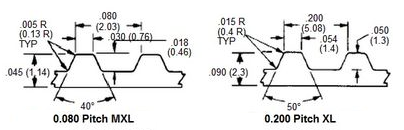 .005 R
(0.13 R)
TYP
.080
(2.03)
.030 (0.76)
.018
(0.46)
.045 (1,14)
40°
0.080 Pitch MXL
.015 R
(0.4 R)
TYP
.200
(5.08)
.054
(1.4)
.050
(1.3)
.090 (2,3)
50°
0.200 Pitch XL